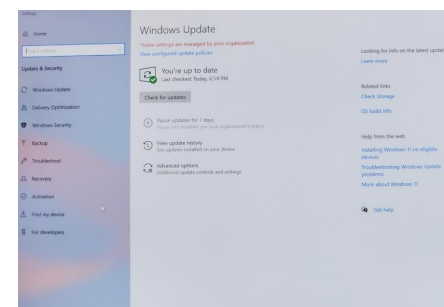 Settings
Home
Find a setting
Update & Security
Windows Update
Delivery Optimization
Windows Security
Backup
Troubleshoot
Recovery
Activation
Find my device
For developers
Windows Update
*Some settings are managed by your organization
View configured update policies
You're up to date
Last checked: Today, 4:54 PM
Check for updates
Pause updates for 7 days
View update history
See updates installed on your device
Advanced options
Additional update controls and settings
Looking for info on the latest updat
Learn more
Related links
Check Storage
OS build info
Help from the web
Installing Windows 11 on eligible
devices
Troubleshooting Windows Update
problems
More about Windows 11
Get help